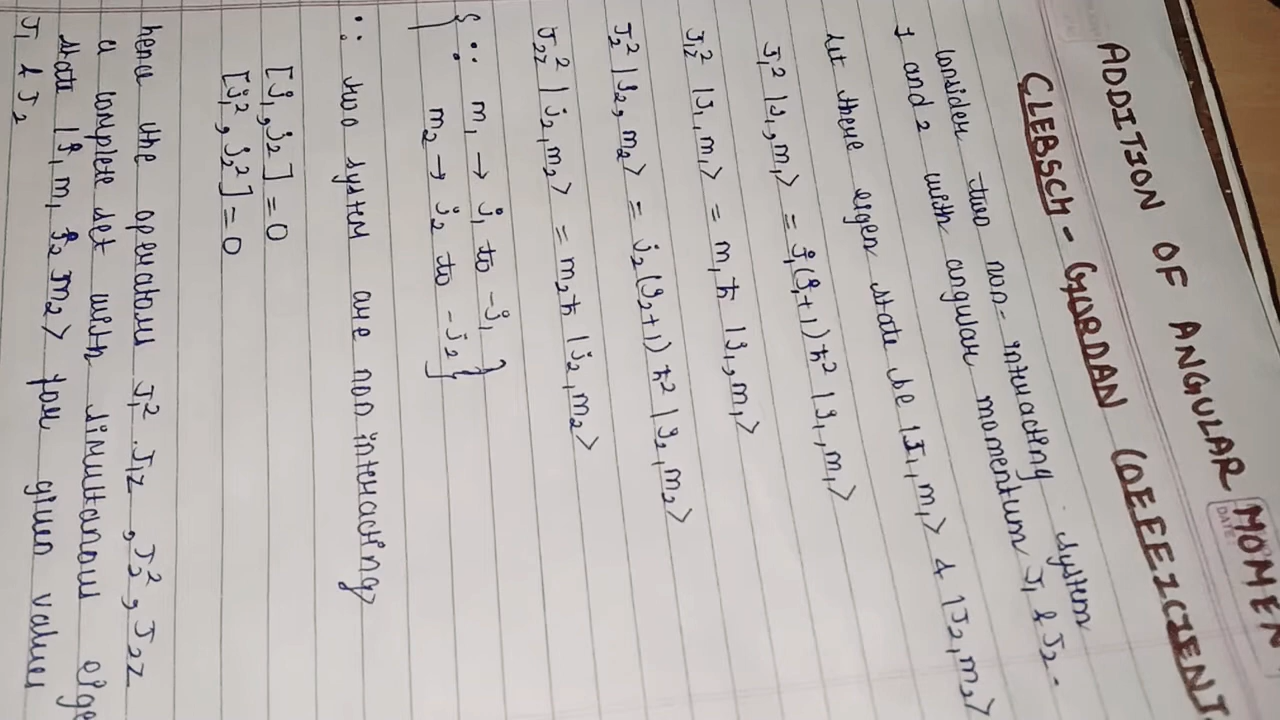 ADDITION OF ANGULAR MOMEN
CLEBSCH - GORDAN COEFFICIENT
DATE
Consider two non-interacting system
1 and 2 with angular momentum J₁ & J₂.
Let there eigen state be |J₁, m₁> & |J₂, m₂>
J₁² |J₁, m₁> = j₁(j₁+1) ħ² |J₁, m₁>
J₁z² |J₁, m₁> = m₁ħ |J₁, m₁>
J₂² |J₂, m₂> = j₂(j₂+1) ħ² |J₂, m₂>
J₂z² |j₂, m₂> = m₂ħ |j₂, m₂>
{∵ m₁ → j₁ to -j₁ }
m₂ → j₂ to -j₂}
∵ two system are non interacting
[j₁, j₂] = 0
[j₁², j₂²] = 0
hence the operators J₁², J₁z, J₂², J₂z
a complete set with simultanous eige
state |j₁ m₁ j₂ m₂> for given values
J₁ & J₂